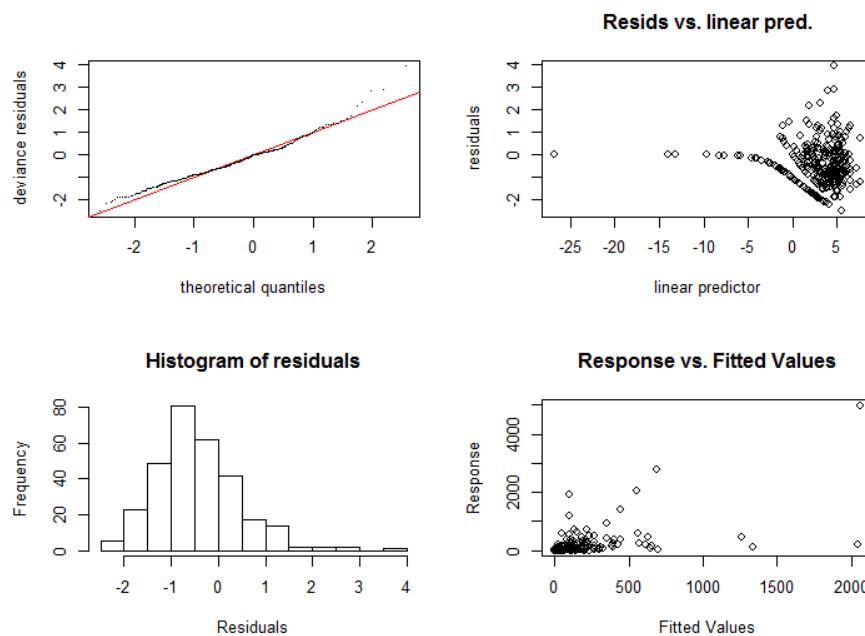 deviance residuals
-2 0 1 2 3 4
-2 -1 0 1 2
theoretical quantiles
Resids vs. linear pred.
residuals
-2 0 1 2 3 4
-25 -20 -15 -10 -5 0 5
linear predictor
Histogram of residuals
Frequency
0 20 40 60 80
-2 -1 0 1 2 3 4
Residuals
Response vs. Fitted Values
Response
0 2000 4000
0 500 1000 1500 2000
Fitted Values